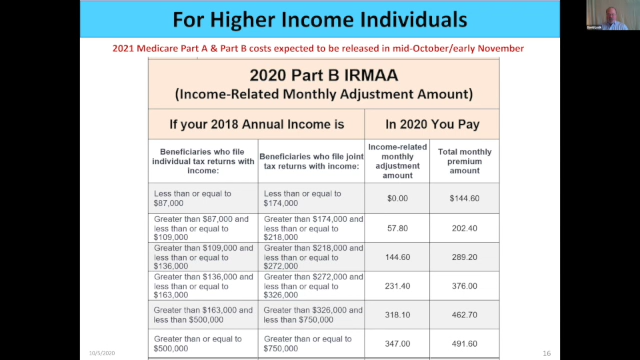 For Higher Income Individuals
2021 Medicare Part A & Part B costs expected to be released in mid-October/early November
2020 Part B IRMAA
(Income-Related Monthly Adjustment Amount)
If your 2018 Annual Income is
In 2020 You Pay
Beneficiaries who file
individual tax returns with
income:
Beneficiaries who file joint
tax returns with income:
Income-related
monthly
adjustment
amount
Total monthly
premium
amount
Less than or equal to
$87,000
Less than or equal to
$174,000
$0.00
$144.60
Greater than $87,000 and
less than or equal to
$109,000
Greater than $174,000 and
less than or equal to
$218,000
57.80
202.40
Greater than $109,000 and
less than or equal to
$136,000
Greater than $218,000 and
less than or equal to
$272,000
144.60
289.20
Greater than $136,000 and
less than or equal to
$163,000
Greater than $272,000 and
less than or equal to
$326,000
231.40
376.00
Greater than $163,000 and
less than $500,000
Greater than $326,000 and
less than $750,000
318.10
462.70
Greater than or equal to
$500,000
Greater than or equal to
$750,000
347.00
491.60
10/5/2020
16